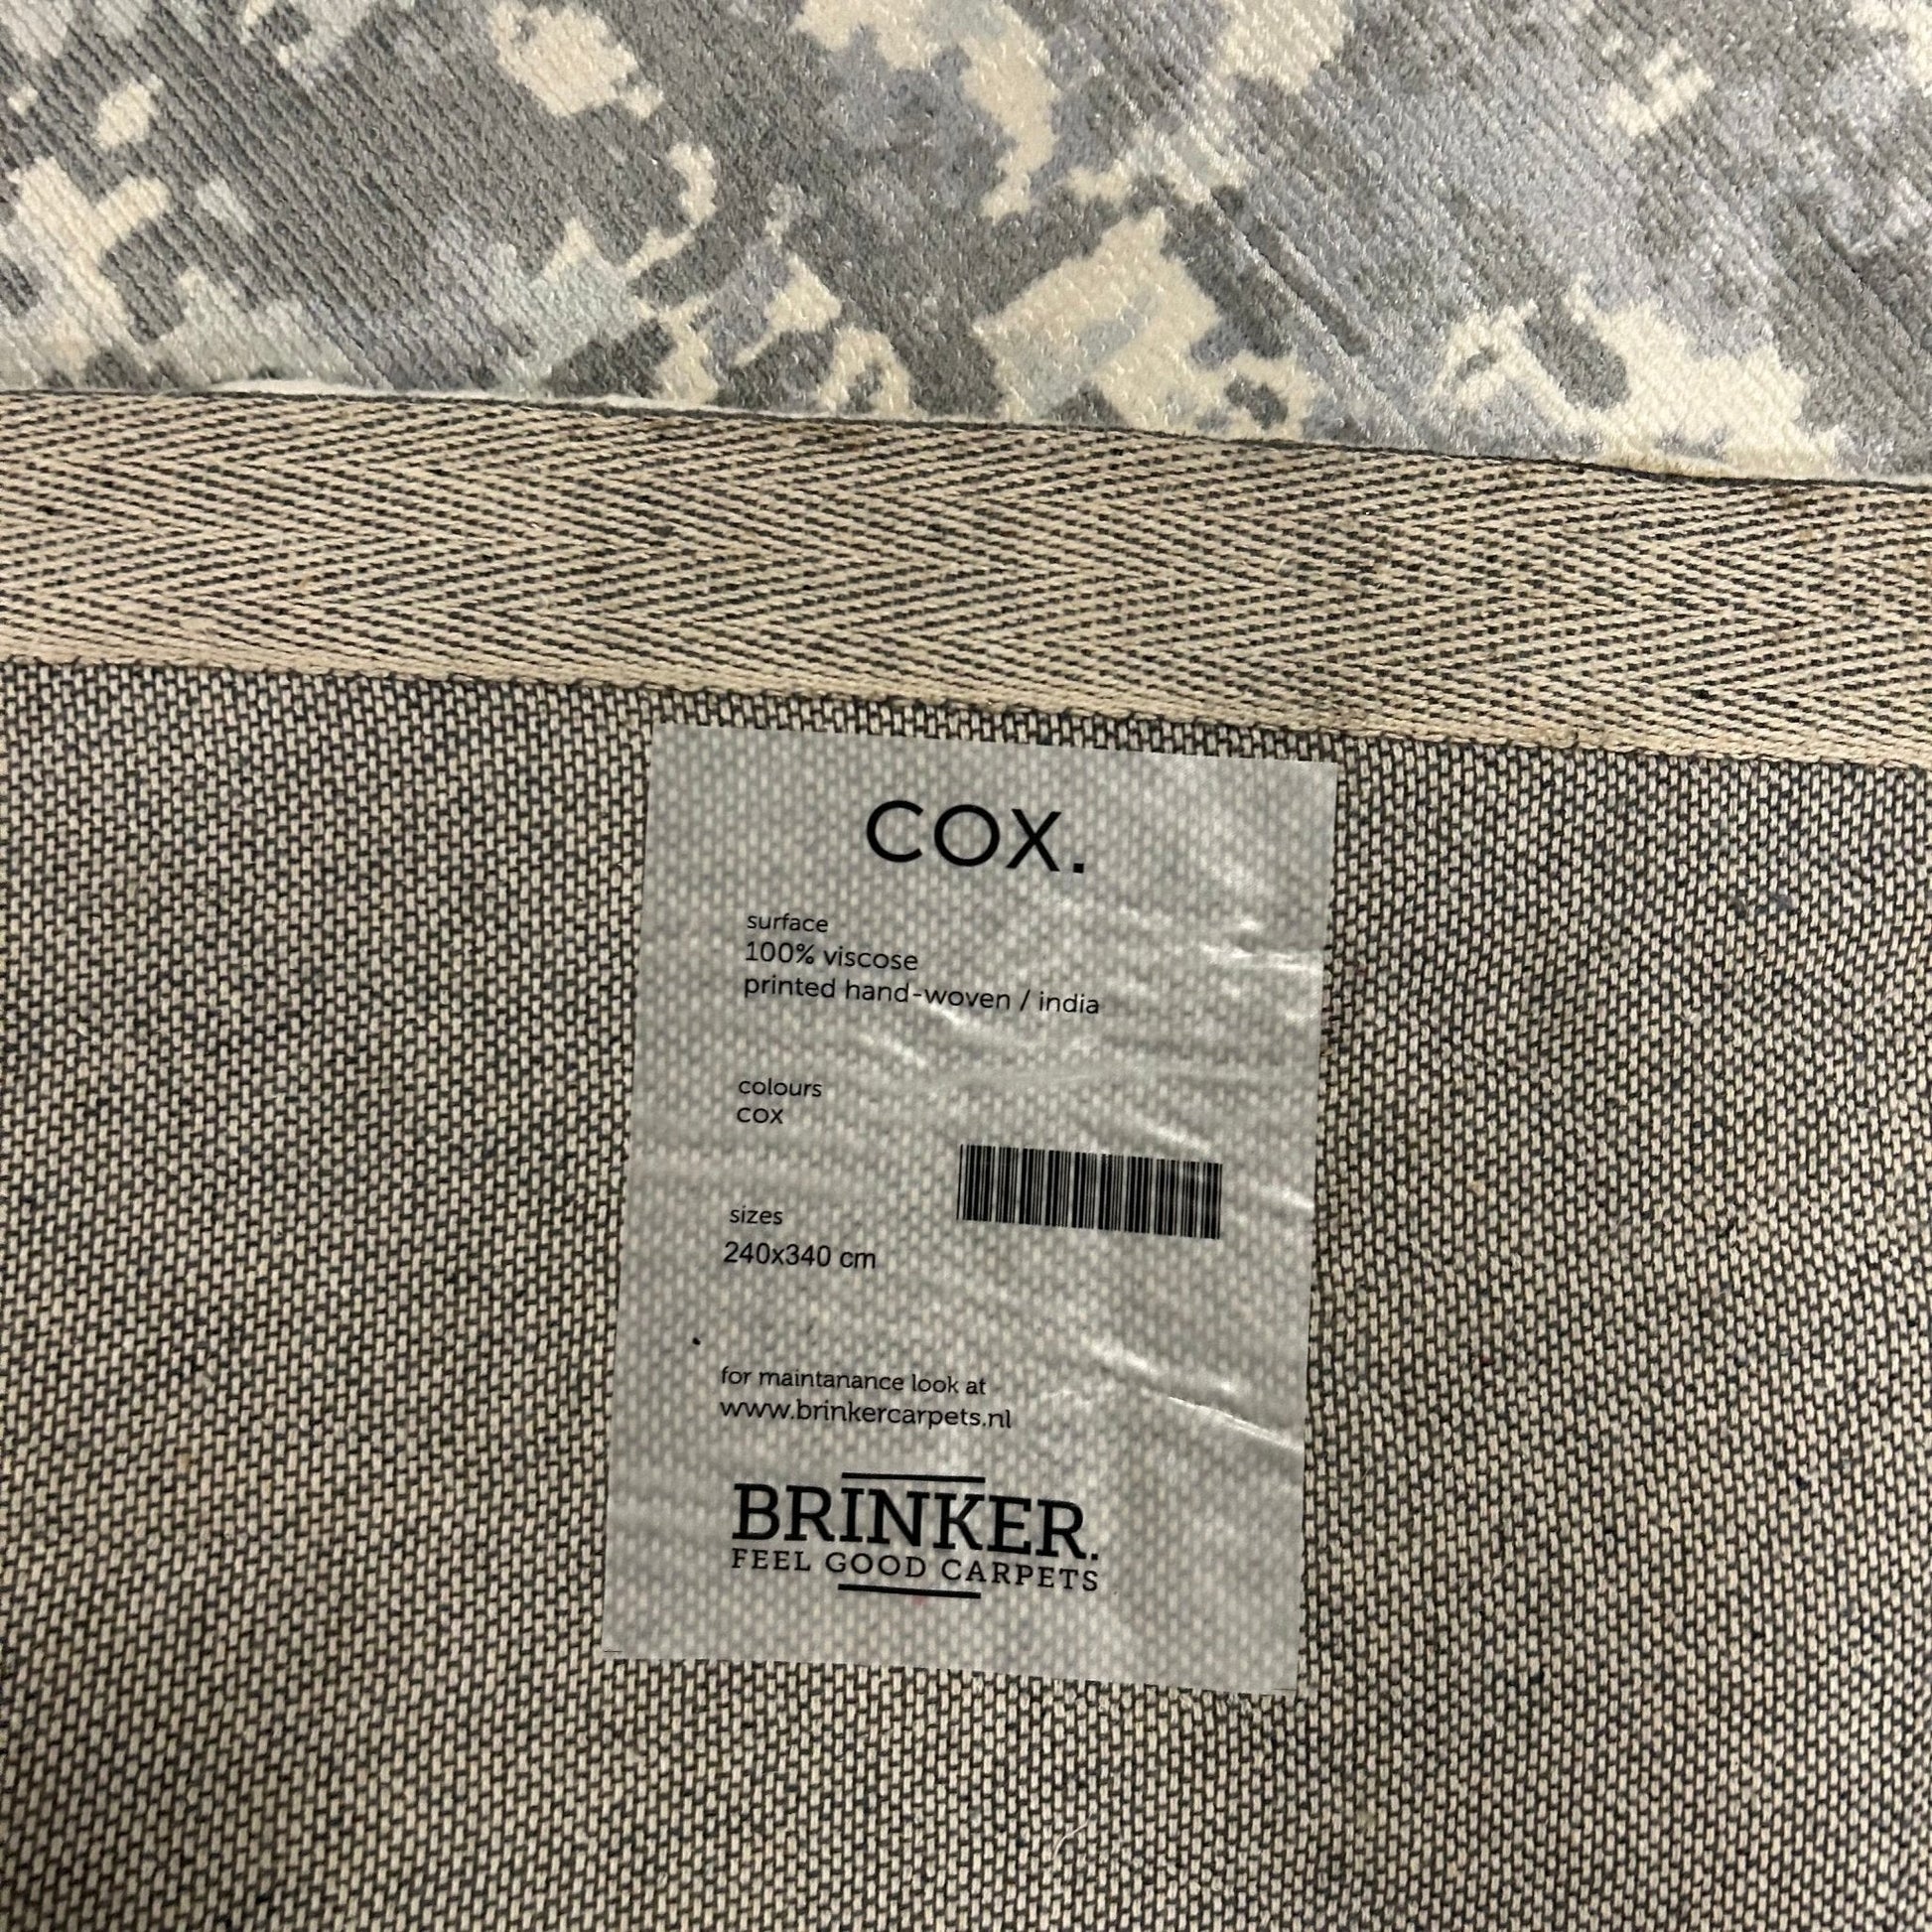 COX.
surface
100% viscose
printed hand-woven / india
colours
cox
sizes
240x340 cm
for maintanance look at
www.brinkercarpets.nl
BRINKER.
FEEL GOOD CARPETS